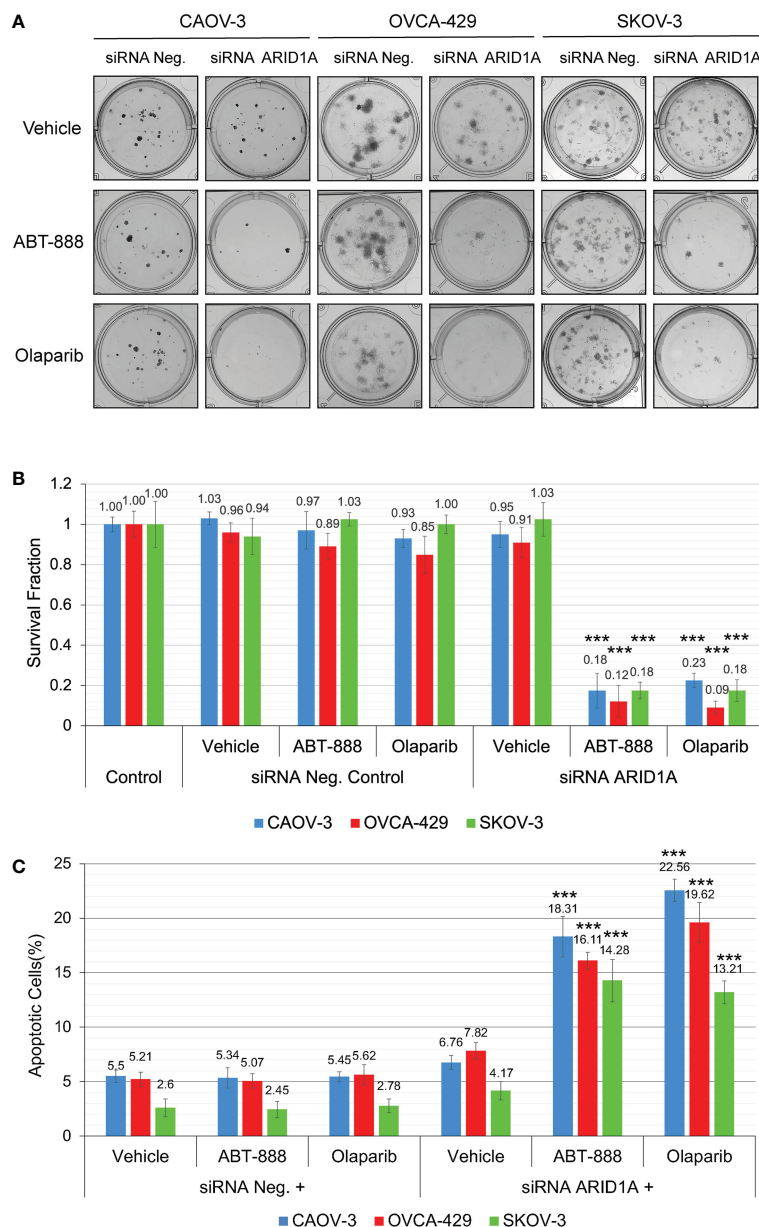 A
CAOV-3 OVCA-429 SKOV-3
siRNA Neg. siRNA ARID1A siRNA Neg. siRNA ARID1A siRNA Neg. siRNA ARID1A
Vehicle
ABT-888
Olaparib
B
Survival Fraction
1.2
1
0.8
0.6
0.4
0.2
0
1.00 1.00 1.00 1.03 0.96 0.94 0.97 0.89 1.03 0.93 0.85 1.00 0.95 0.91 1.03
*** *** *** *** *** ***
0.18 0.12 0.18 0.23 0.09 0.18
Vehicle ABT-888 Olaparib Vehicle ABT-888 Olaparib
Control siRNA Neg. Control siRNA ARID1A
CAOV-3 OVCA-429 SKOV-3
C
Apoptotic Cells(%)
25
20
15
10
5
0
5.5 5.21 2.6 5.34 5.07 2.45 5.45 5.62 2.78 6.76 7.82 4.17
*** *** *** *** *** ***
18.31 16.11 14.28 22.56 19.62 13.21
Vehicle ABT-888 Olaparib Vehicle ABT-888 Olaparib
siRNA Neg. + siRNA ARID1A +
CAOV-3 OVCA-429 SKOV-3